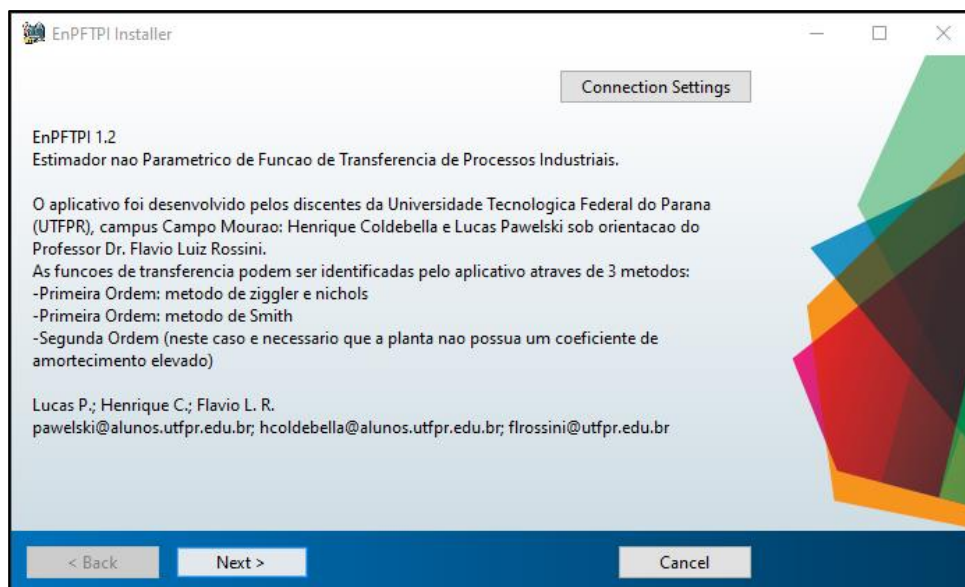 EnPFTPI Installer
Connection Settings
EnPFTPI 1.2
Estimador nao Parametrico de Funcao de Transferencia de Processos Industriais.
O aplicativo foi desenvolvido pelos discentes da Universidade Tecnologica Federal do Parana
(UTFPR), campus Campo Mourao: Henrique Coldebella e Lucas Pawelski sob orientacao do
Professor Dr. Flavio Luiz Rossini.
As funcoes de transferencia podem ser identificadas pelo aplicativo atraves de 3 metodos:
-Primeira Ordem: metodo de ziggler e nichols
-Primeira Ordem: metodo de Smith
-Segunda Ordem (neste caso e necessario que a planta nao possua um coeficiente de
amortecimento elevado)
Lucas P.; Henrique C.; Flavio L. R.
pawelski@alunos.utfpr.edu.br; hcoldebella@alunos.utfpr.edu.br; flrossini@utfpr.edu.br
< Back Next > Cancel